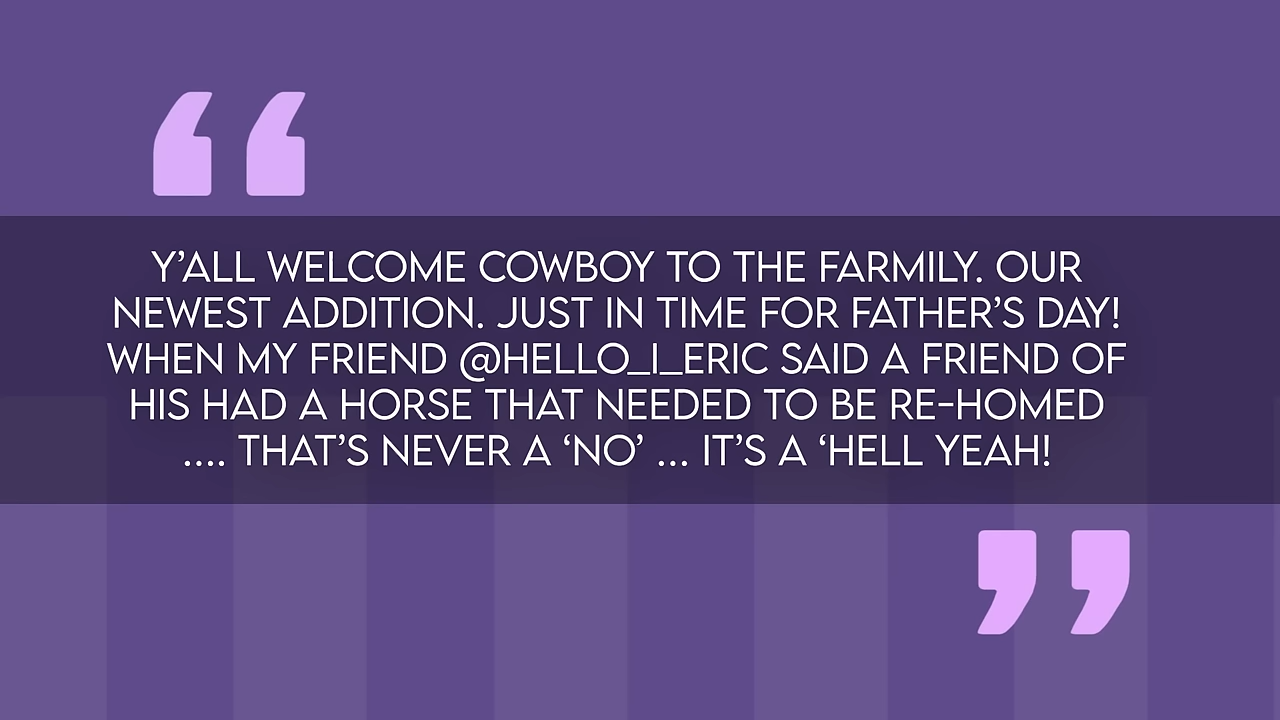 “
Y’ALL WELCOME COWBOY TO THE FARMILY. OUR
NEWEST ADDITION. JUST IN TIME FOR FATHER’S DAY!
WHEN MY FRIEND @HELLO_I_ERIC SAID A FRIEND OF
HIS HAD A HORSE THAT NEEDED TO BE RE-HOMED
.... THAT’S NEVER A ‘NO’ ... IT’S A ‘HELL YEAH!
”